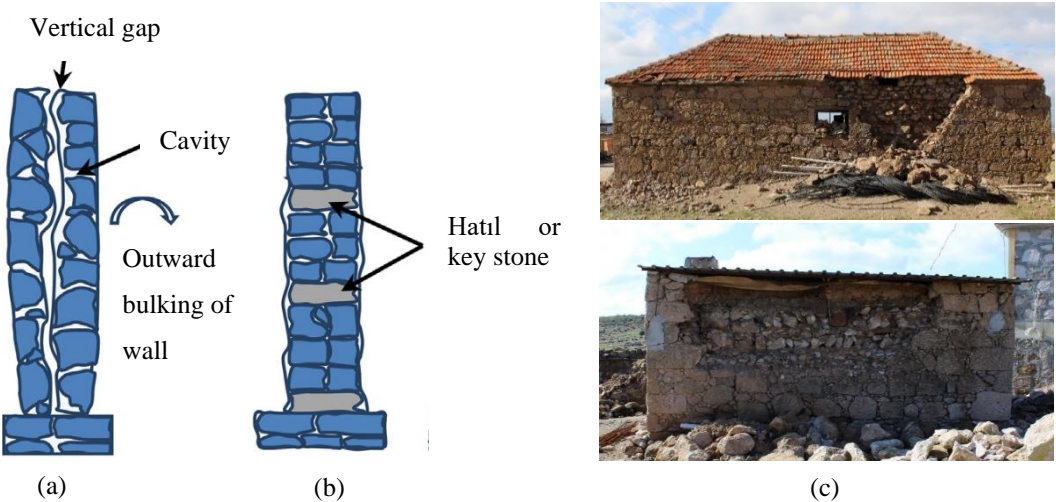 Vertical gap
Cavity
Outward
bulking of
wall
Hatıl or
key stone
(a)
(b)
(c)